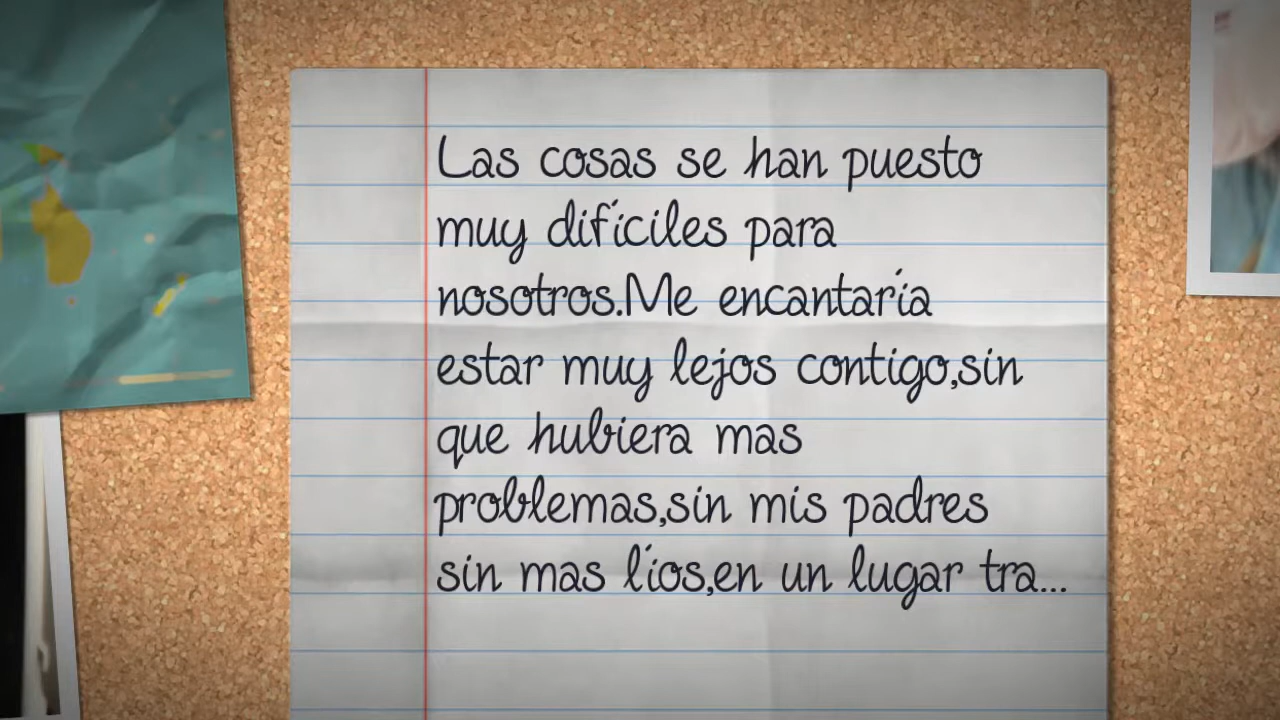 Las cosas se han puesto
muy difíciles para
nosotros.Me encantaría
estar muy lejos contigo,sin
que hubiera mas
problemas,sin mis padres
sin mas líos,en un lugar tra...